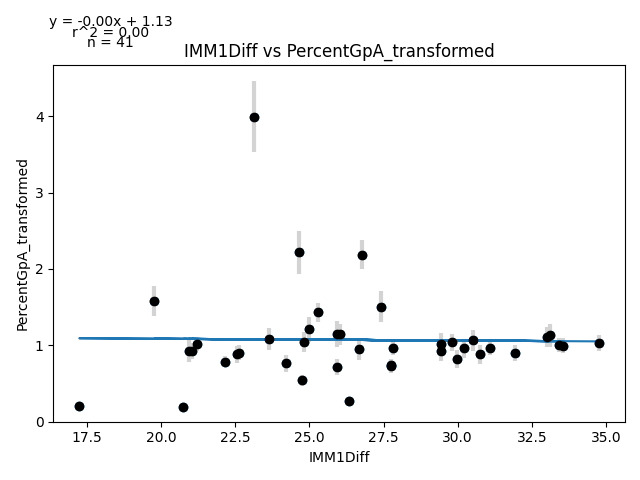 y = -0.00x + 1.13
r^2 = 0.00
n = 41
IMM1Diff vs PercentGpA_transformed
PercentGpA_transformed
4
3
2
1
0
17.5 20.0 22.5 25.0 27.5 30.0 32.5 35.0
IMM1Diff